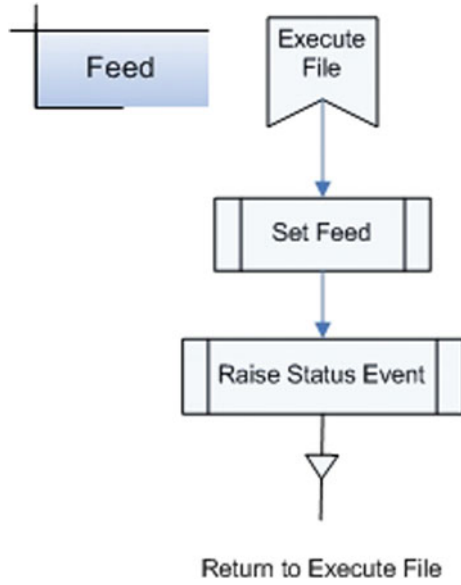 Feed
Execute
File
Set Feed
Raise Status Event
Return to Execute File